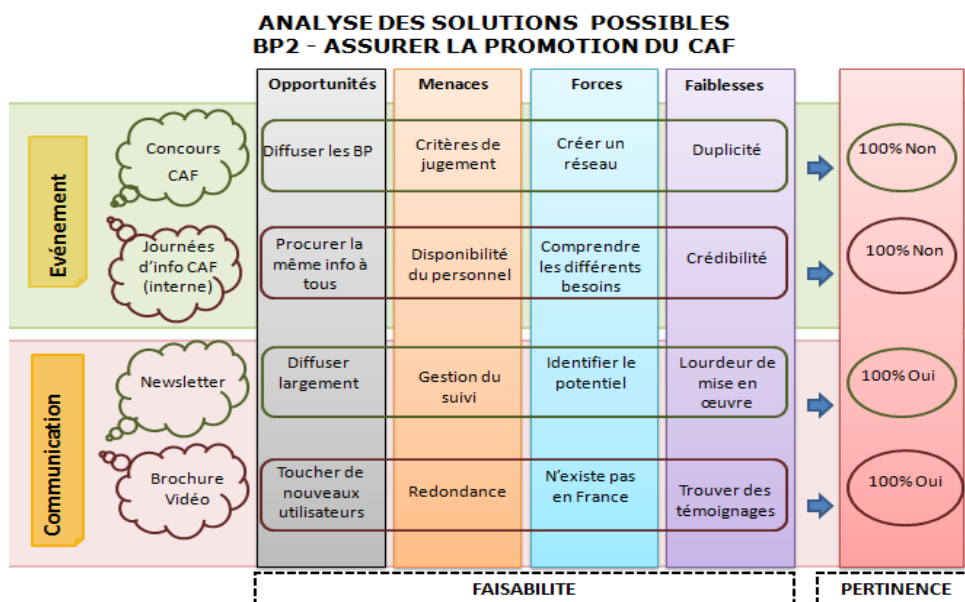 ANALYSE DES SOLUTIONS POSSIBLES
BP2 - ASSURER LA PROMOTION DU CAF
Opportunités
Menaces
Forces
Faiblesses
Evénement
Concours
CAF
Diffuser les BP
Critères de
jugement
Créer un
réseau
Duplicité
100% Non
Journées
d'info CAF
(interne)
Procurer la
même info à
tous
Disponibilité
du personnel
Comprendre
les différents
besoins
Crédibilité
100% Non
Communication
Newsletter
Diffuser
largement
Gestion du
suivi
Identifier le
potentiel
Lourdeur de
mise en
œuvre
100% Oui
Brochure
Vidéo
Toucher de
nouveaux
utilisateurs
Redondance
N'existe pas
en France
Trouver des
témoignages
100% Oui
FAISABILITE
PERTINENCE